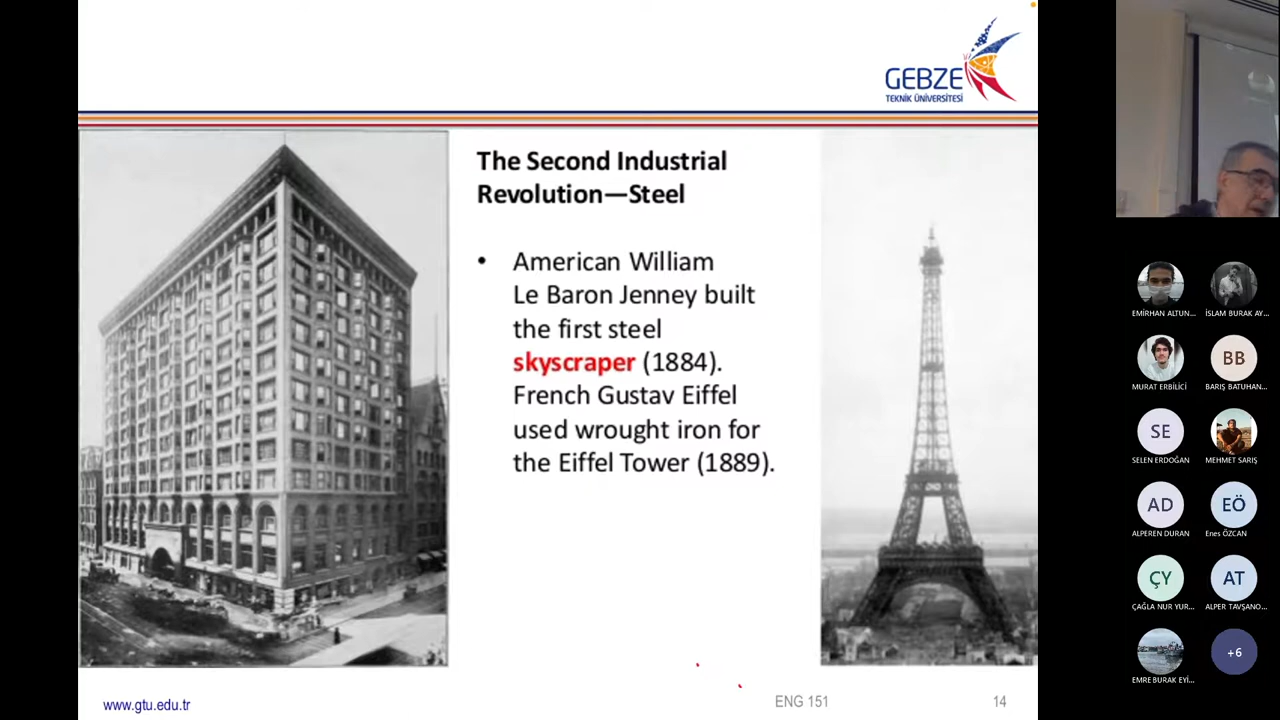 GEBZE
TEKNİK ÜNİVERSİTESİ
The Second Industrial
Revolution—Steel
• American William
Le Baron Jenney built
the first steel
skyscraper (1884).
French Gustav Eiffel
used wrought iron for
the Eiffel Tower (1889).
www.gtu.edu.tr
ENG 151
14
EMİRHAN ALTUN...
İSLAM BURAK AY...
MURAT ERBİLİCİ
BB
BARIŞ BATUHAN...
SE
SELEN ERDOĞAN
MEHMET SARIŞ
AD
ALPEREN DURAN
EÖ
Enes ÖZCAN
ÇY
ÇAĞLA NUR YUR...
AT
ALPER TAVŞANO...
EMRE BURAK EYİ...
+6